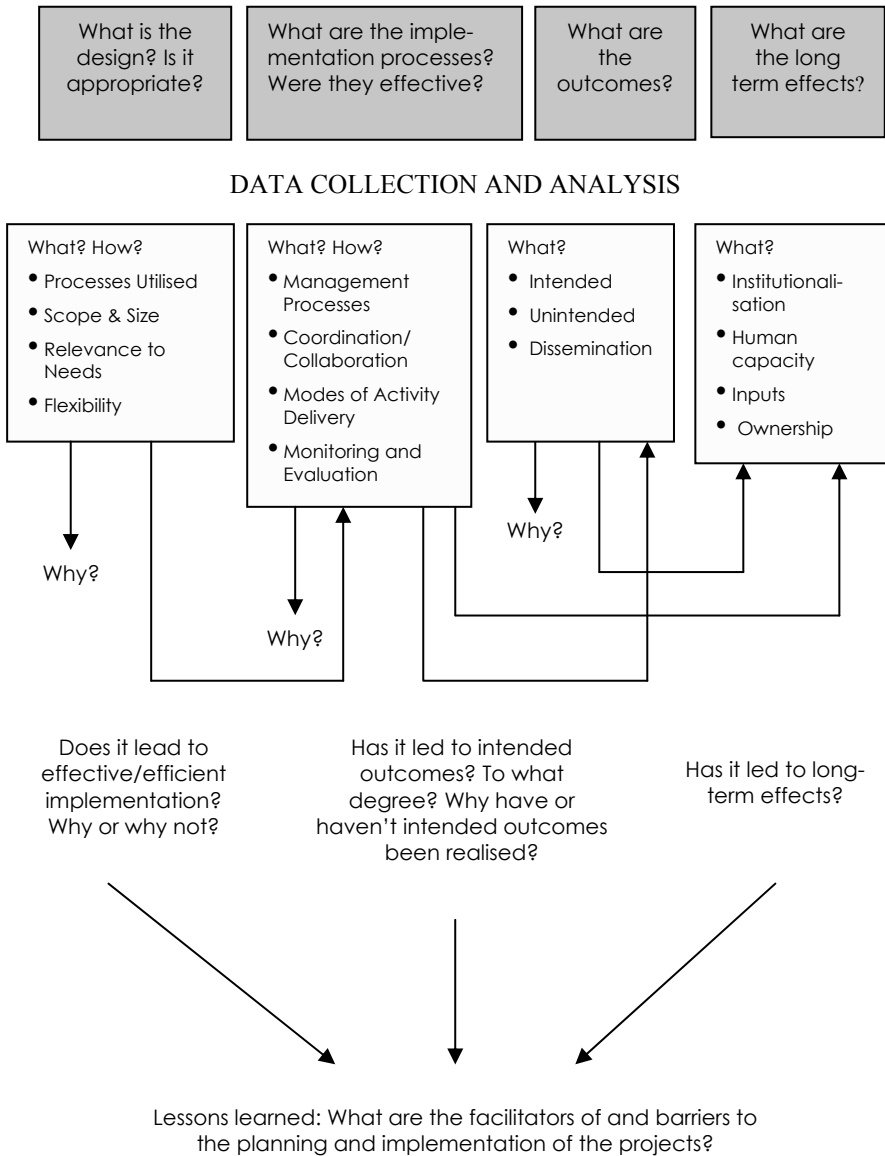 What is the
design? Is it
appropriate?
What are the imple-
mentation processes?
Were they effective?
What are
the
outcomes?
What are
the long
term effects?
DATA COLLECTION AND ANALYSIS
What? How?
• Processes Utilised
• Scope & Size
• Relevance to
Needs
• Flexibility
What? How?
• Management
Processes
• Coordination/
Collaboration
• Modes of Activity
Delivery
• Monitoring and
Evaluation
What?
• Intended
• Unintended
• Dissemination
What?
• Institutionali-
sation
• Human
capacity
• Inputs
• Ownership
Why?
Why?
Why?
Does it lead to
effective/efficient
implementation?
Why or why not?
Has it led to intended
outcomes? To what
degree? Why have or
haven't intended outcomes
been realised?
Has it led to long-
term effects?
Lessons learned: What are the facilitators of and barriers to
the planning and implementation of the projects?